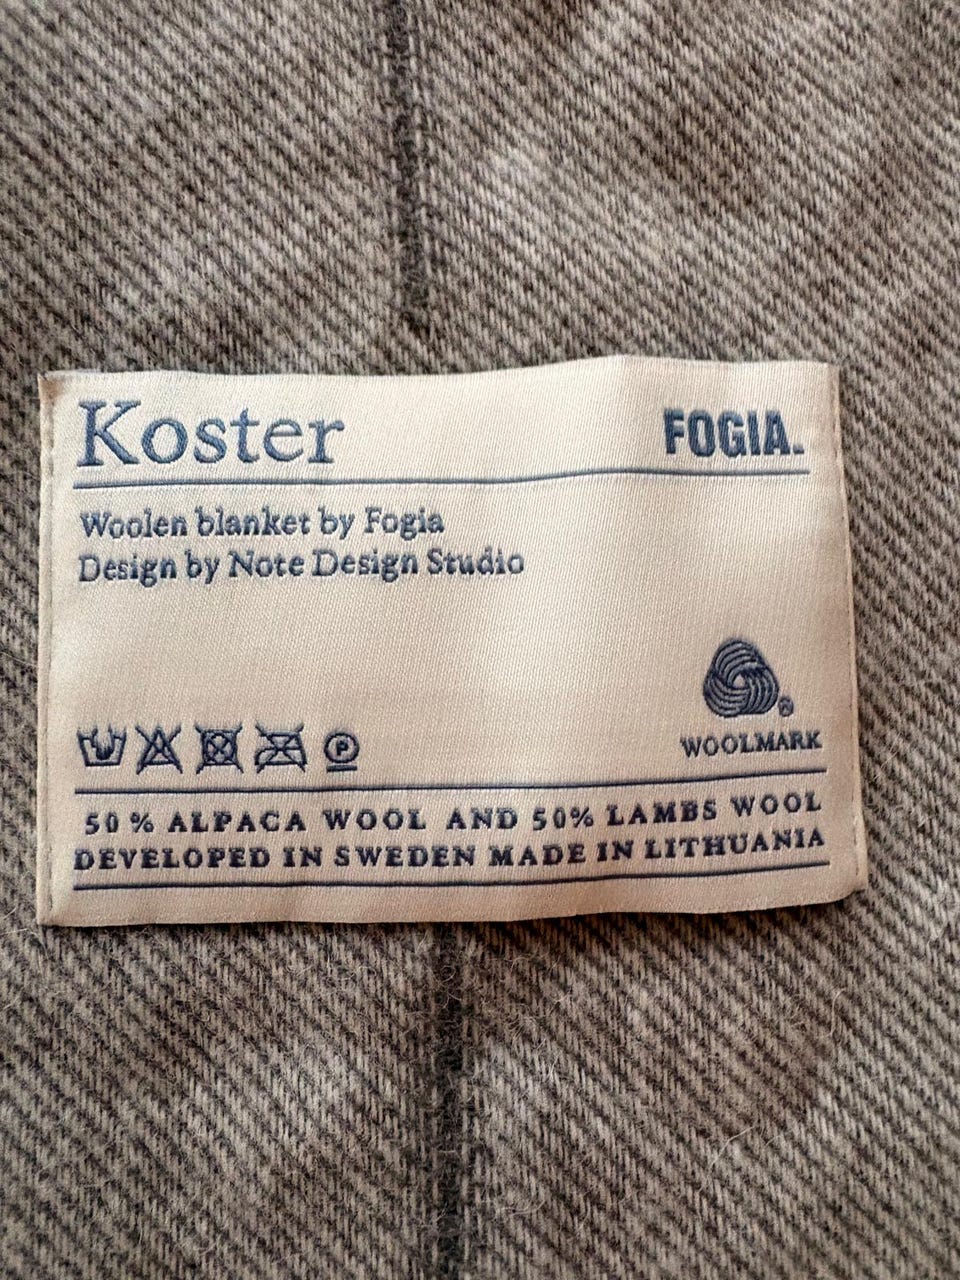 Koster
FOGIA.
Woolen blanket by Fogia
Design by Note Design Studio
®
WOOLMARK
P
50 % ALPACA WOOL AND 50% LAMBS WOOL
DEVELOPED IN SWEDEN MADE IN LITHUANIA